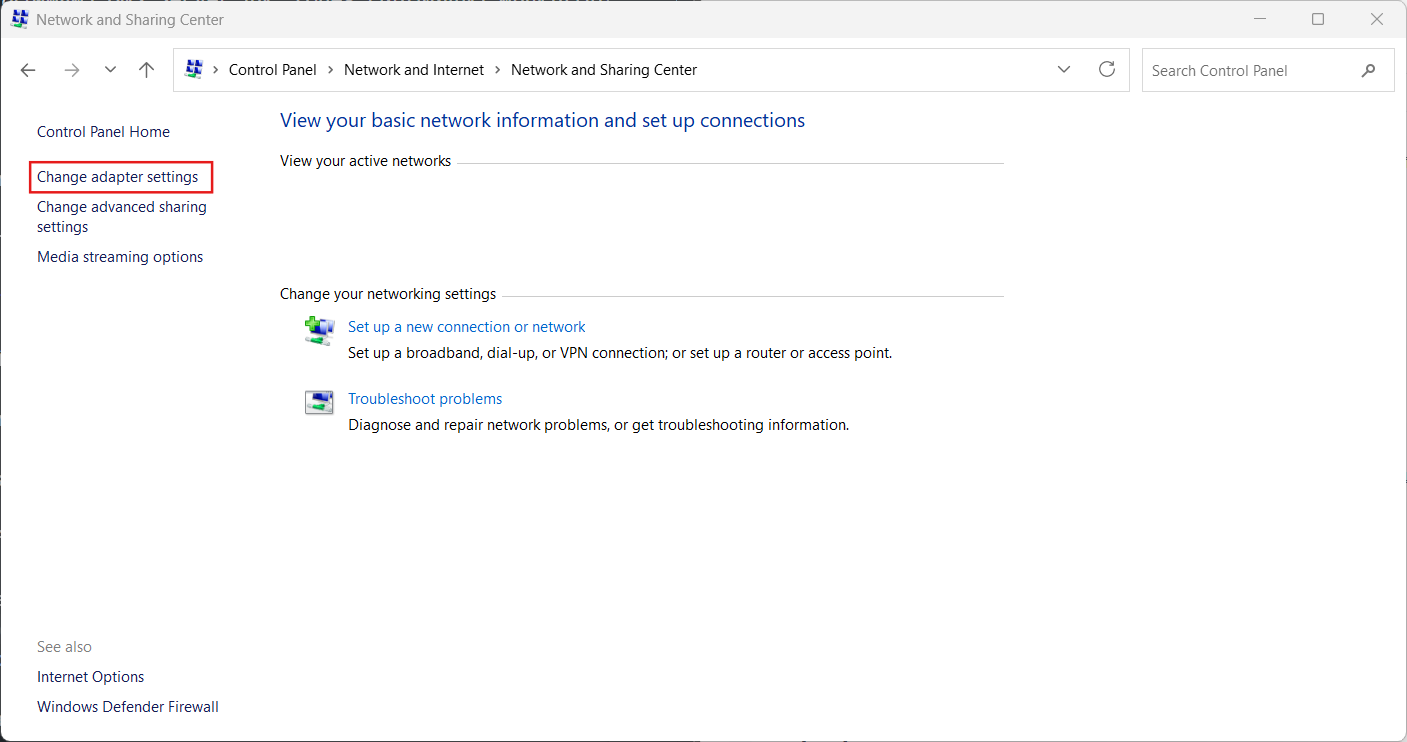 Network and Sharing Center
Control Panel > Network and Internet > Network and Sharing Center
Search Control Panel
Control Panel Home
Change adapter settings
Change advanced sharing
settings
Media streaming options
View your basic network information and set up connections
View your active networks
Change your networking settings
Set up a new connection or network
Set up a broadband, dial-up, or VPN connection; or set up a router or access point.
Troubleshoot problems
Diagnose and repair network problems, or get troubleshooting information.
See also
Internet Options
Windows Defender Firewall